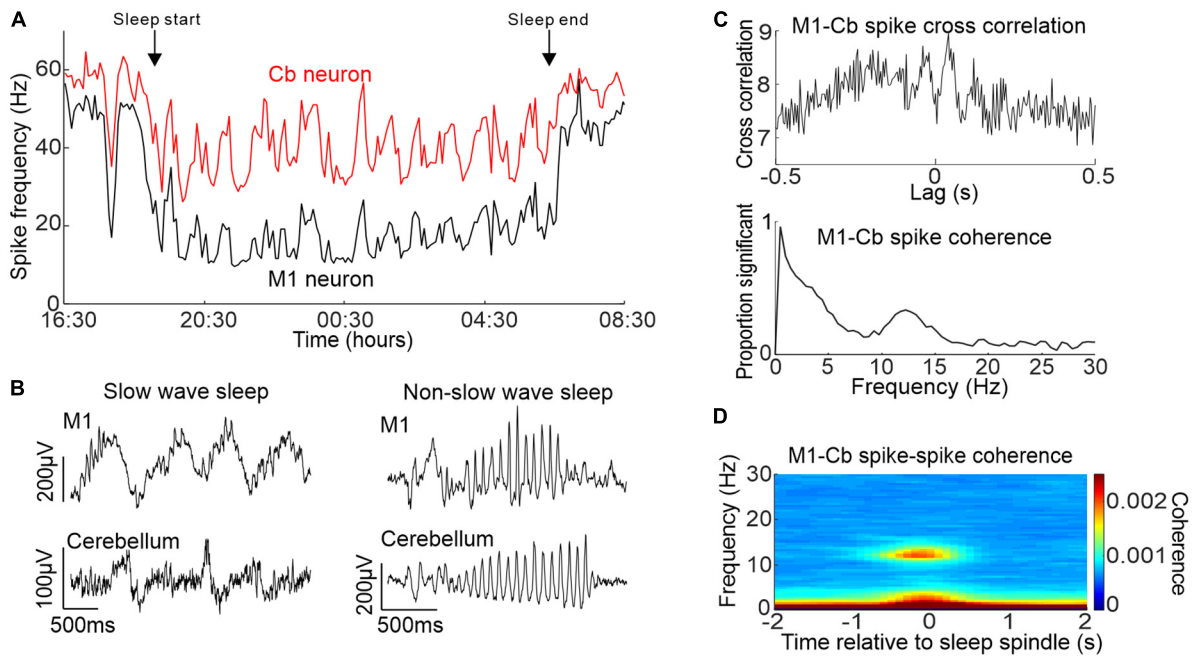 A
Sleep start
Sleep end
Spike frequency (Hz)
60
40
20
0
Cb neuron
M1 neuron
16:30
20:30
00:30
04:30
08:30
Time (hours)
B
Slow wave sleep
Non-slow wave sleep
M1
200µV
M1
Cerebellum
100µV
500ms
Cerebellum
200µV
500ms
C
M1-Cb spike cross correlation
Cross correlation
9
8
7
-0.5
0
0.5
Lag (s)
M1-Cb spike coherence
Proportion significant
1
0
0
5
10
15
20
25
30
Frequency (Hz)
D
M1-Cb spike-spike coherence
Frequency (Hz)
30
20
10
0
-2
-1
0
1
2
Time relative to sleep spindle (s)
0.002
0.001
0
Coherence